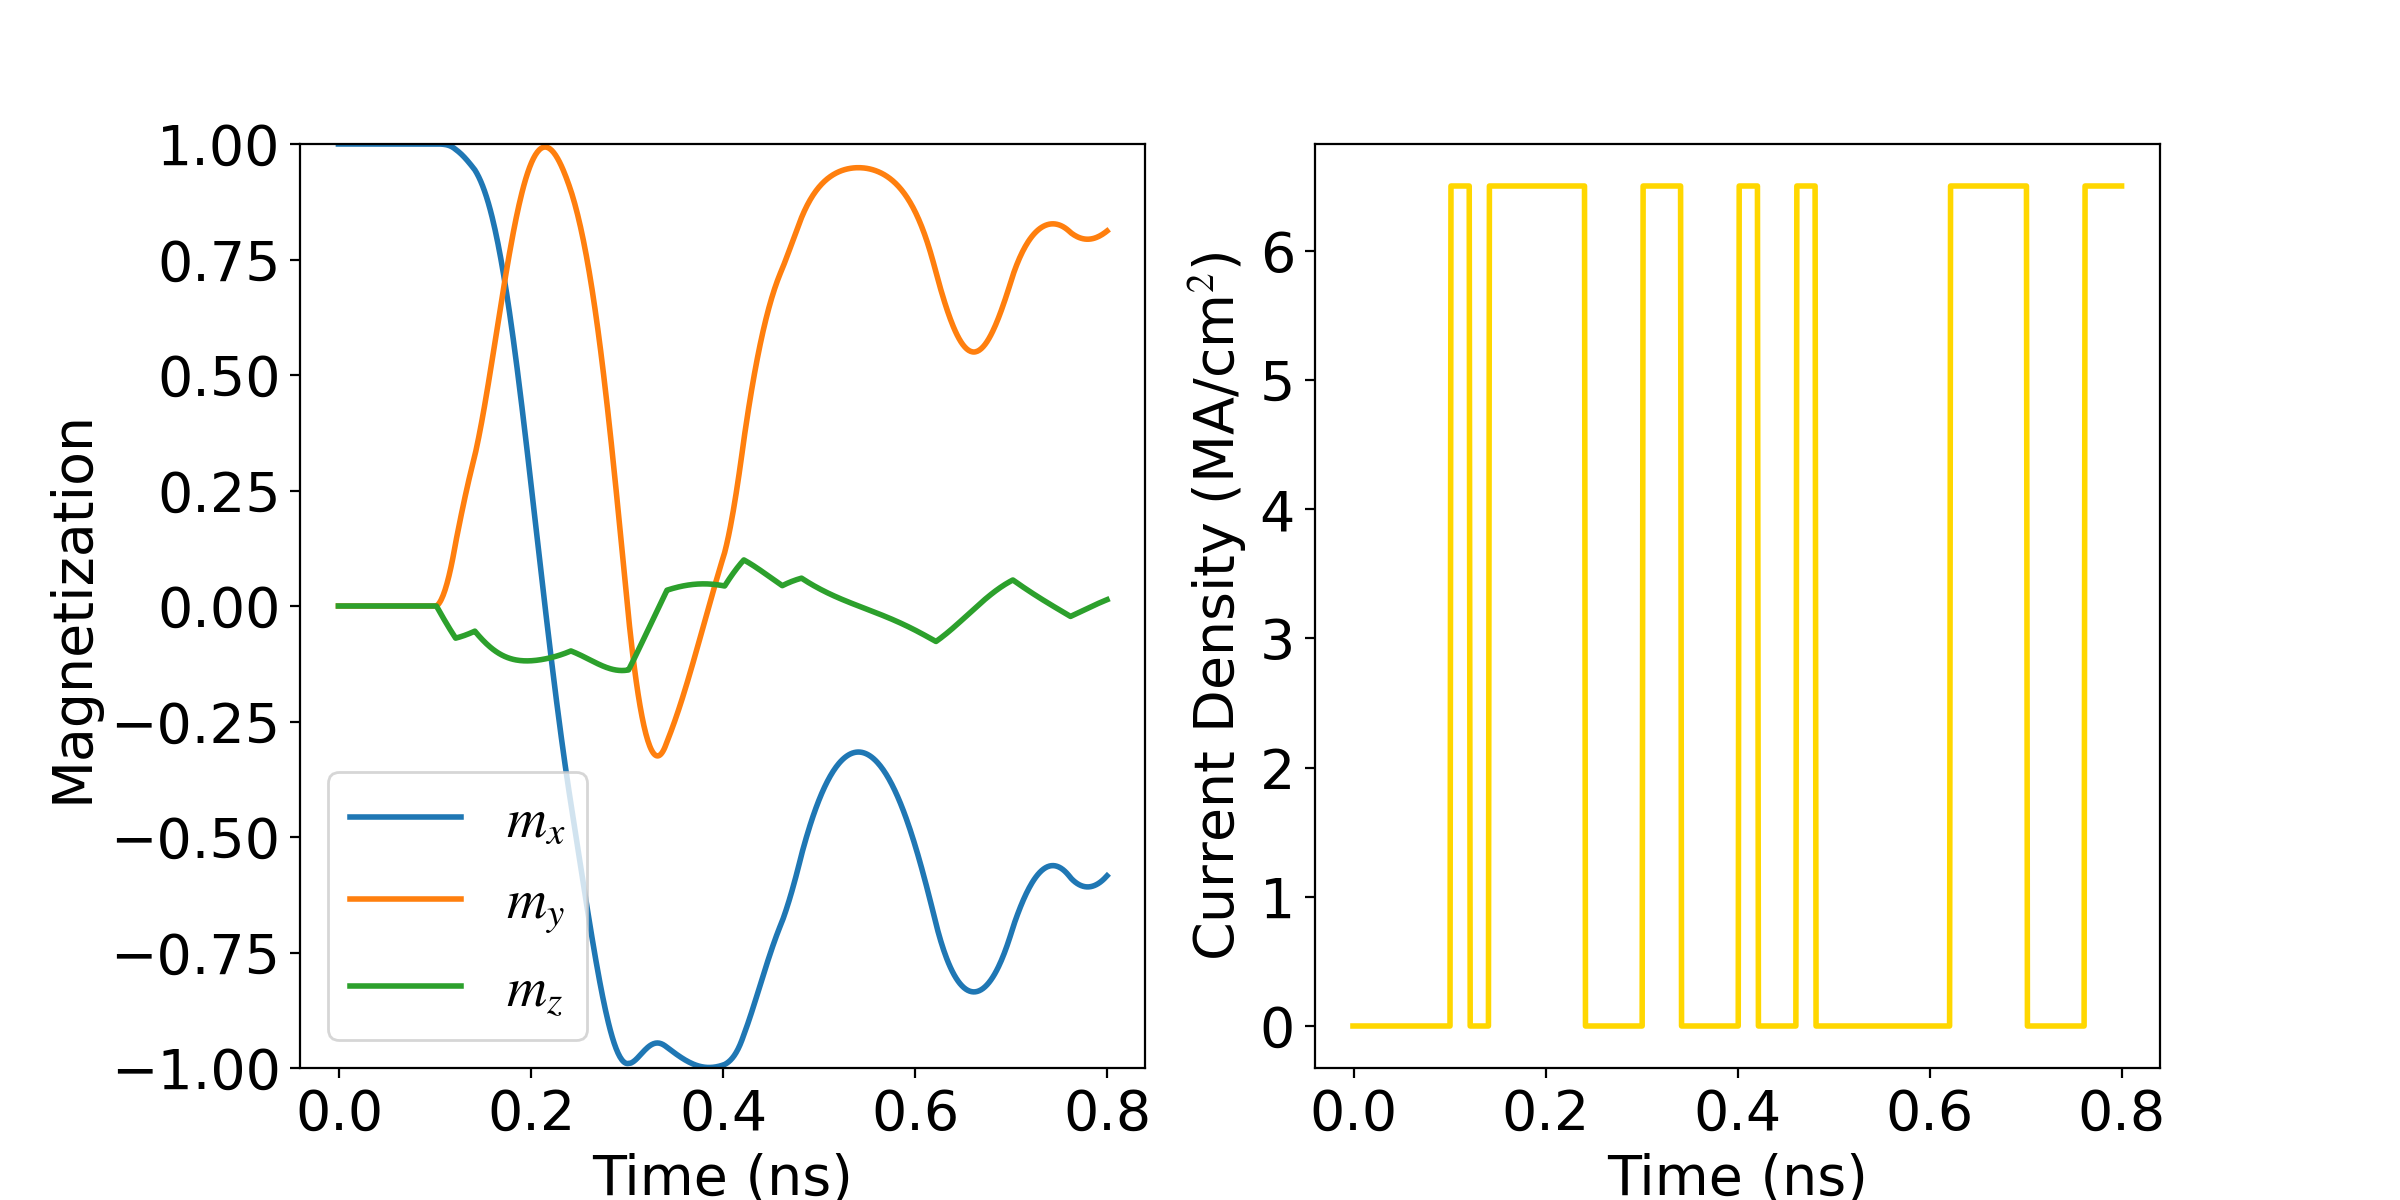 1.00
0.75
0.50
0.25
0.00
−0.25
−0.50
−0.75
−1.00
Magnetization
m_x
m_y
m_z
0.0 0.2 0.4 0.6 0.8
Time (ns)
6
5
4
3
2
1
0
Current Density (MA/cm²)
0.0 0.2 0.4 0.6 0.8
Time (ns)